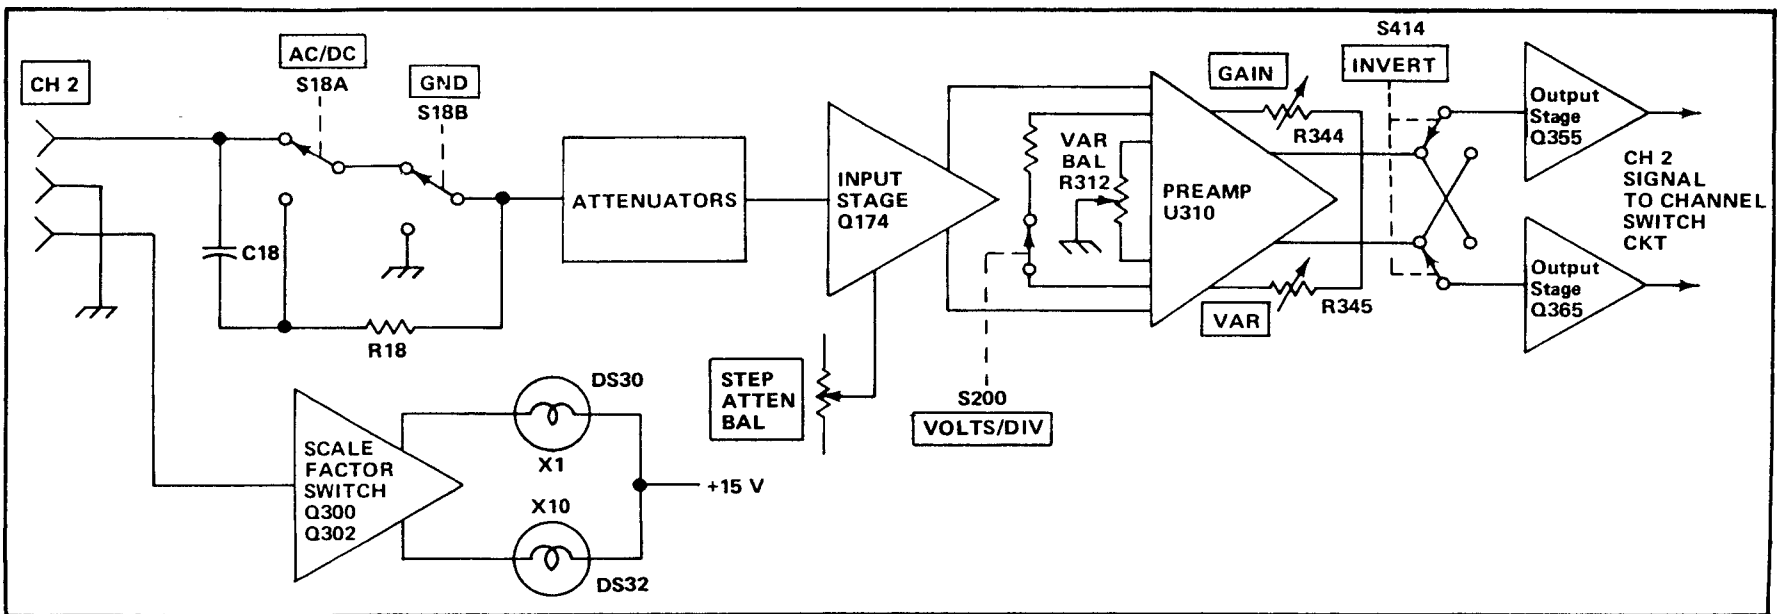 CH 2
AC/DC
S18A
GND
S18B
C18
R18
ATTENUATORS
INPUT
STAGE
Q174
STEP
ATTEN
BAL
VAR
BAL
R312
S200
VOLTS/DIV
PREAMP
U310
GAIN
R344
VAR
R345
S414
INVERT
Output
Stage
Q355
Output
Stage
Q365
CH 2
SIGNAL
TO CHANNEL
SWITCH
CKT
SCALE
FACTOR
SWITCH
Q300
Q302
DS30
X1
X10
DS32
+15 V